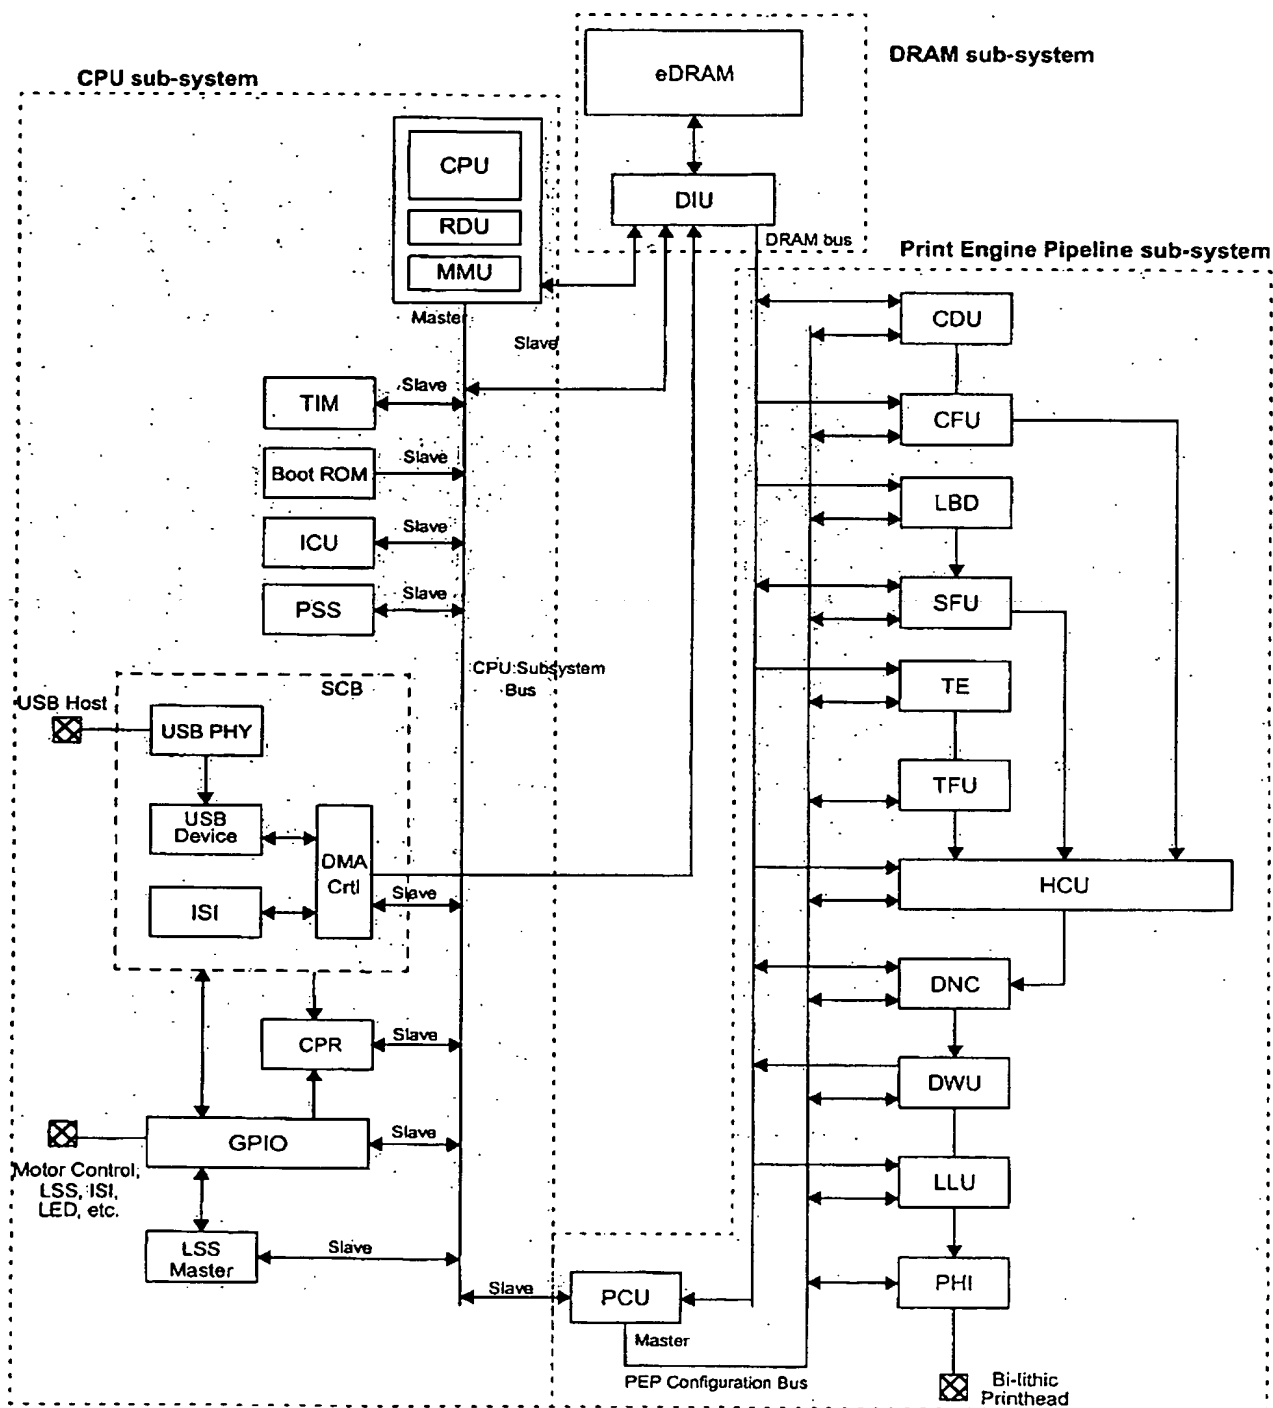 DRAM sub-system
CPU sub-system
eDRAM
CPU
DIU
RDU
DRAM bus
MMU
Print Engine Pipeline sub-system
Master
CDU
Slave
Slave
TIM
CFU
Slave
Boot ROM
LBD
Slave
ICU
Slave
PSS
SFU
CPU Subsystem
Bus
SCB
TE
USB Host
USB PHY
TFU
USB
Device
DMA
Crtl
HCU
Slave
ISI
DNC
Slave
CPR
DWU
Slave
GPIO
Motor Control,
LSS, ISI,
LED, etc.
LLU
LSS
Master
Slave
PHI
Slave
PCU
Master
PEP Configuration Bus
Bi-lithic
Printhead